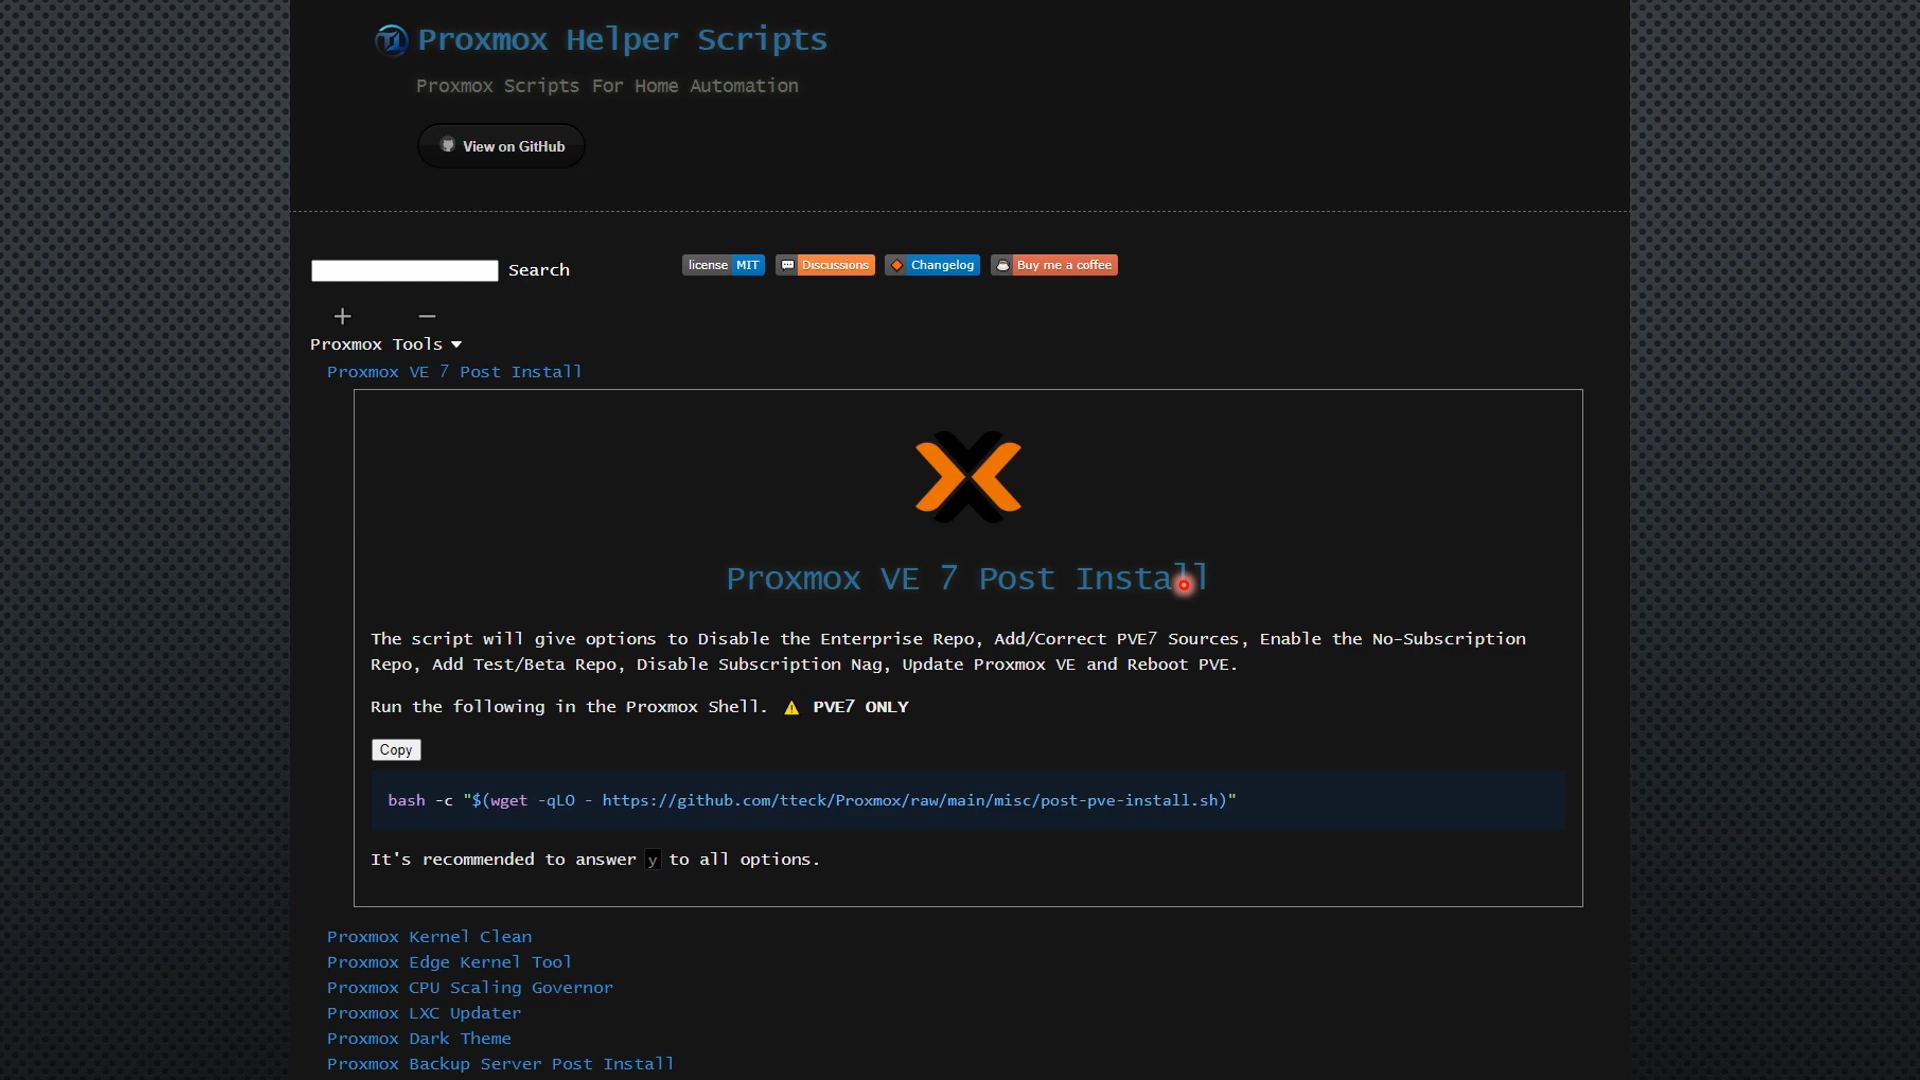 Proxmox Helper Scripts
Proxmox Scripts For Home Automation
View on GitHub
Search
license MIT
Discussions
Changelog
Buy me a coffee
+ −
Proxmox Tools
Proxmox VE 7 Post Install
Proxmox VE 7 Post Install
The script will give options to Disable the Enterprise Repo, Add/Correct PVE7 Sources, Enable the No-Subscription
Repo, Add Test/Beta Repo, Disable Subscription Nag, Update Proxmox VE and Reboot PVE.
Run the following in the Proxmox Shell. ⚠️ PVE7 ONLY
Copy
bash -c "$(wget -qLO - https://github.com/tteck/Proxmox/raw/main/misc/post-pve-install.sh)"
It's recommended to answer y to all options.
Proxmox Kernel Clean
Proxmox Edge Kernel Tool
Proxmox CPU Scaling Governor
Proxmox LXC Updater
Proxmox Dark Theme
Proxmox Backup Server Post Install